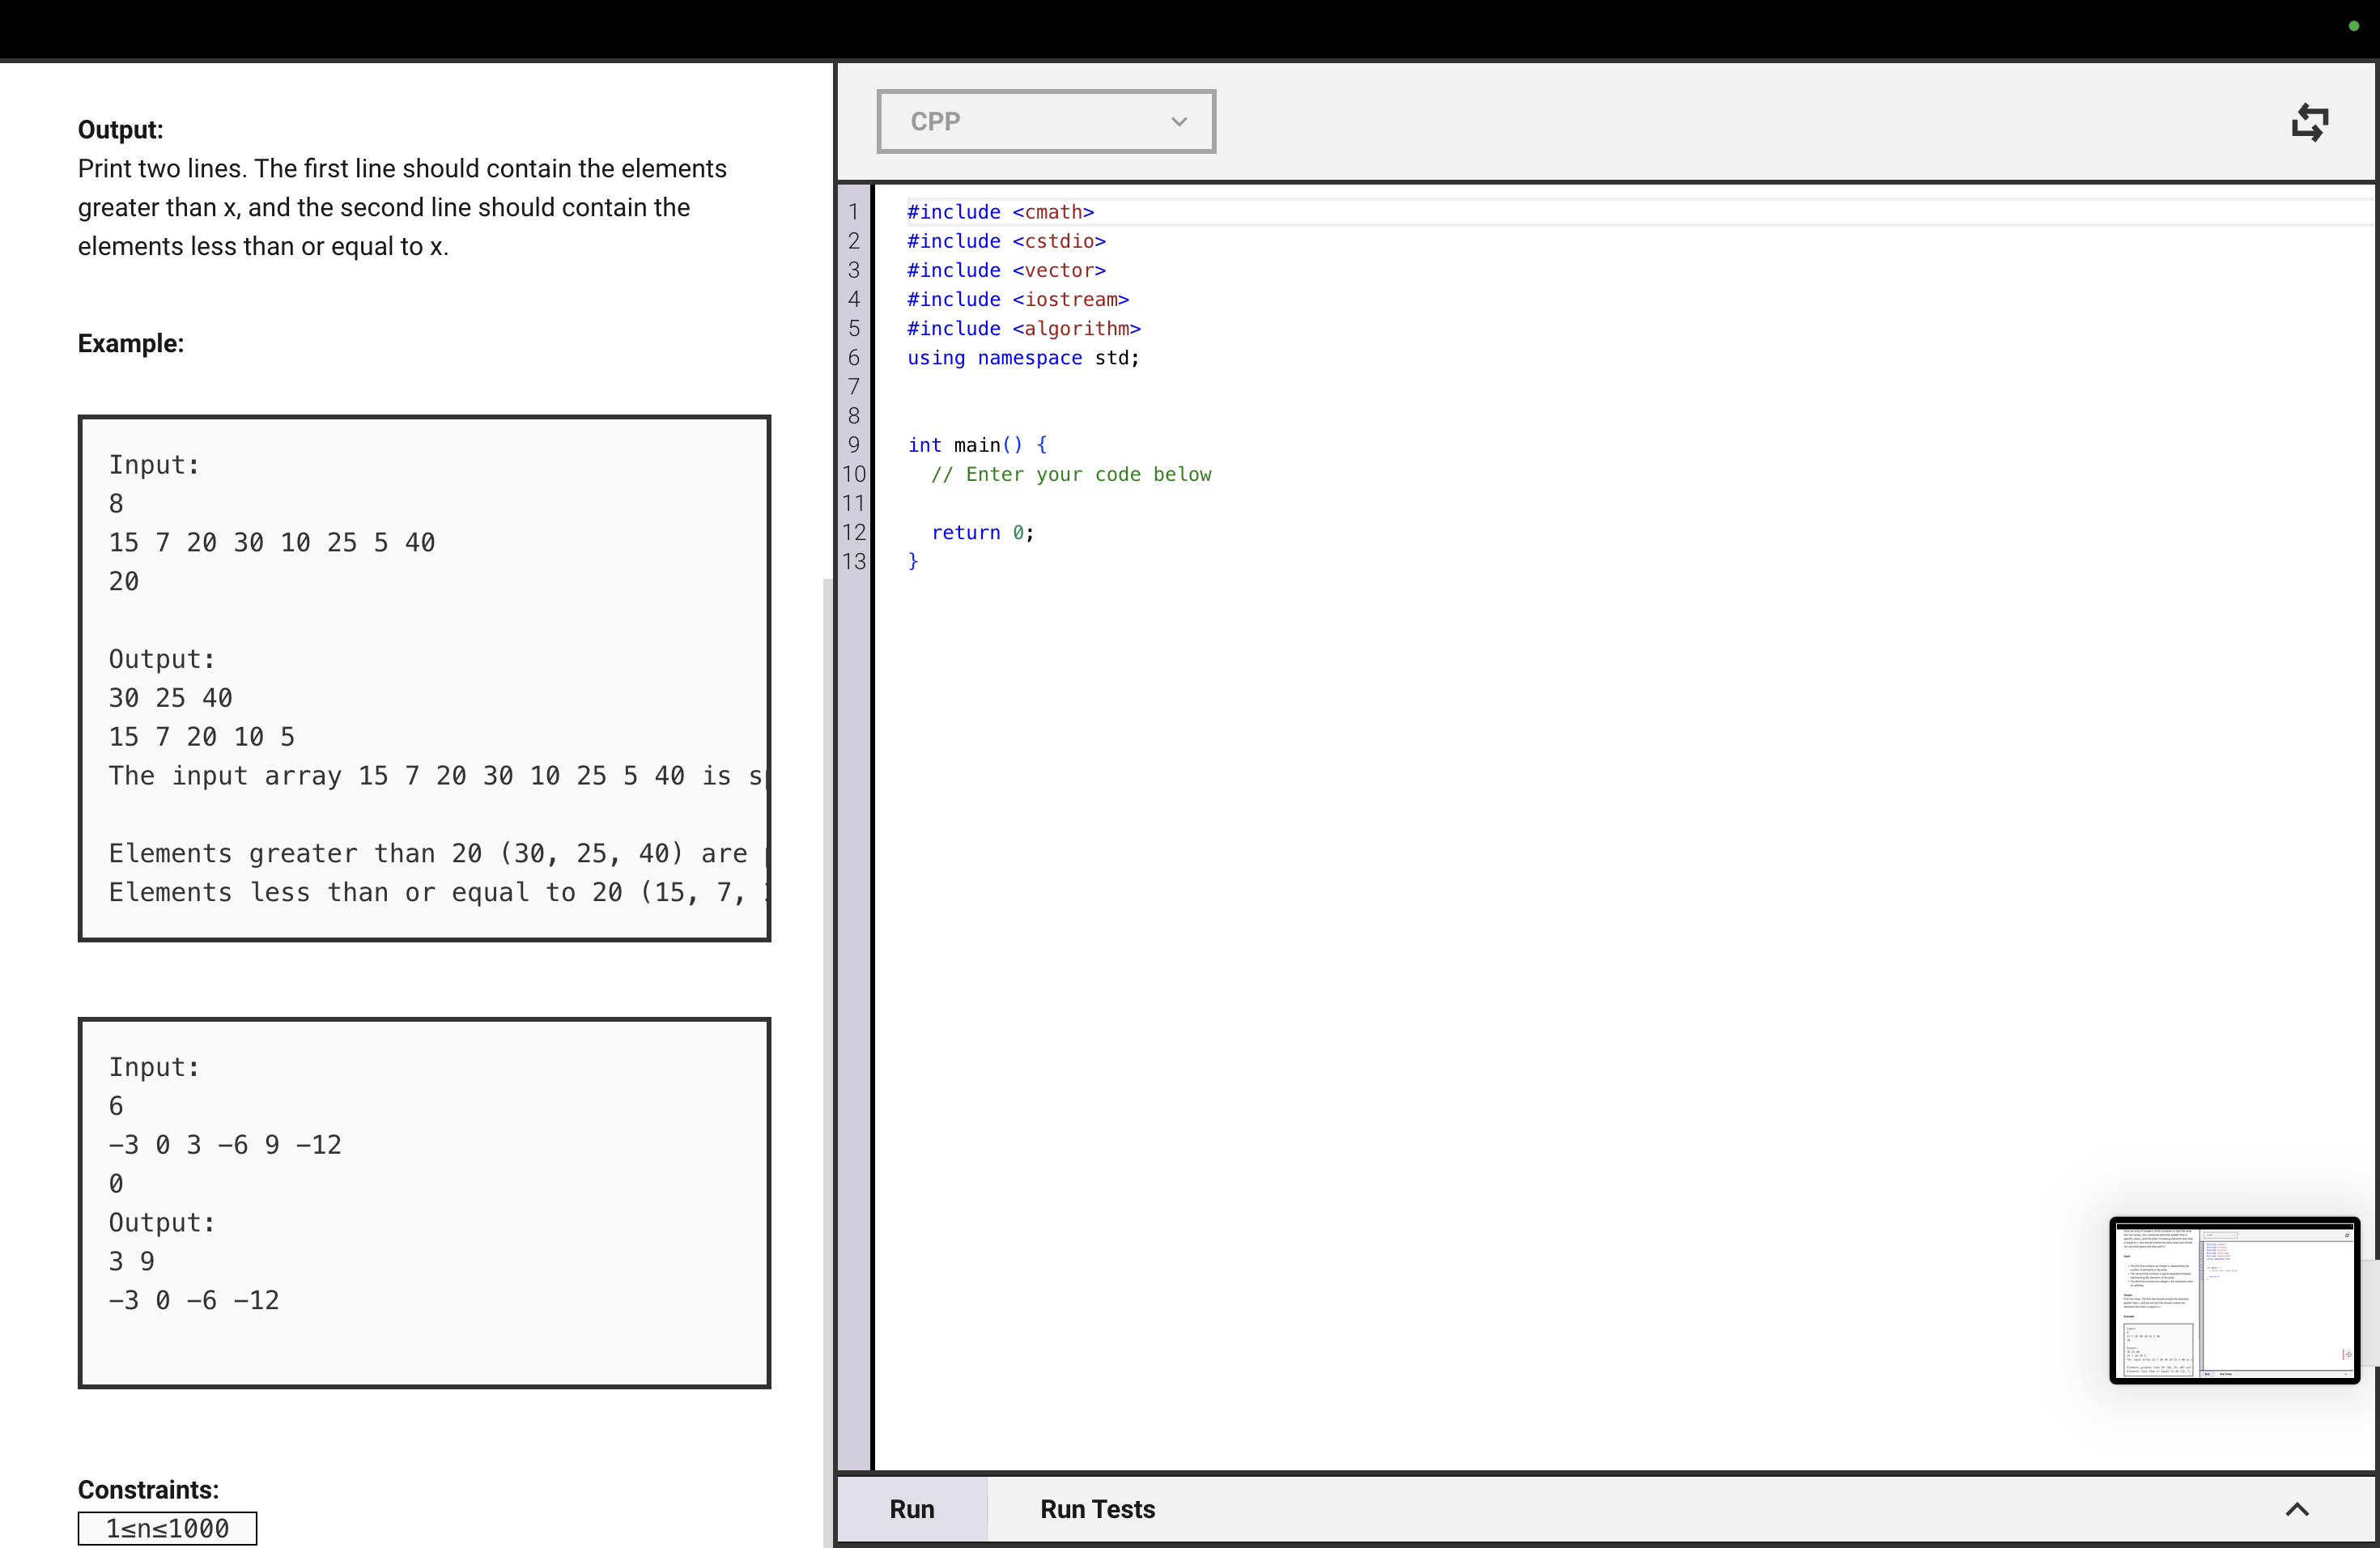 Output:
Print two lines. The first line should contain the elements
greater than x, and the second line should contain the
elements less than or equal to x.
Example:
Input:
8
15 7 20 30 10 25 5 40
20
Output:
30 25 40
15 7 20 10 5
The input array 15 7 20 30 10 25 5 40 is
Elements greater than 20 (30, 25, 40) are
Elements less than or equal to 20 (15, 7,
Input:
6
−3 0 3 −6 9 −12
0
Output:
3 9
−3 0 −6 −12
Constraints:
1≤n≤1000
CPP
1 #include <cmath>
2 #include <cstdio>
3 #include <vector>
4 #include <iostream>
5 #include <algorithm>
6 using namespace std;
7
8
9 int main() {
10 // Enter your code below
11
12 return 0;
13 }
Run Run Tests